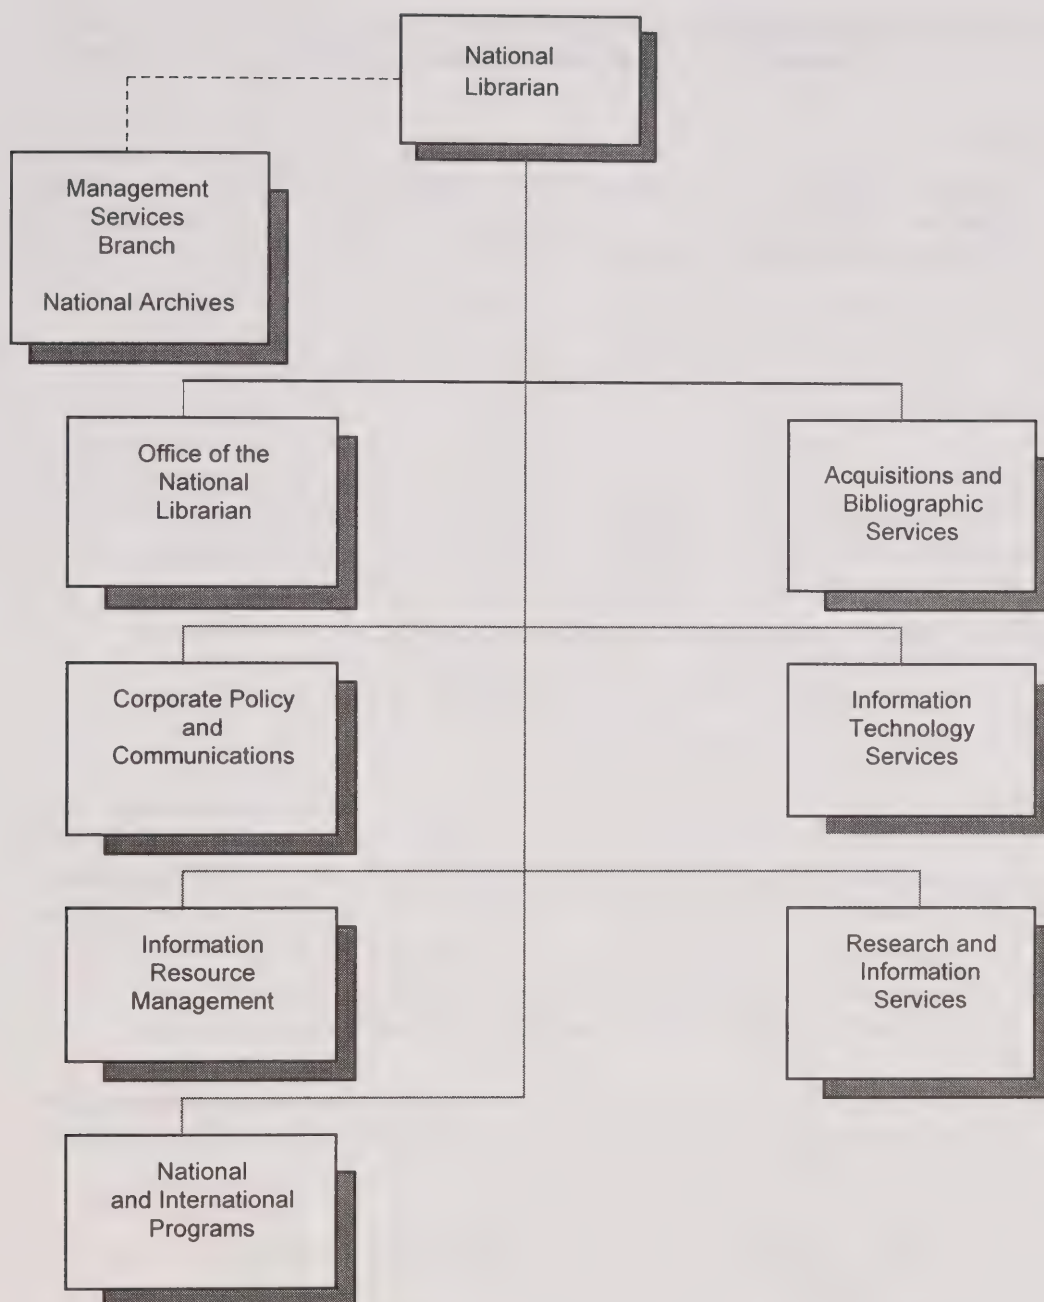 National
Librarian
Management
Services
Branch
National Archives
Office of the
National
Librarian
Acquisitions and
Bibliographic
Services
Corporate Policy
and
Communications
Information
Technology
Services
Information
Resource
Management
Research and
Information
Services
National
and International
Programs